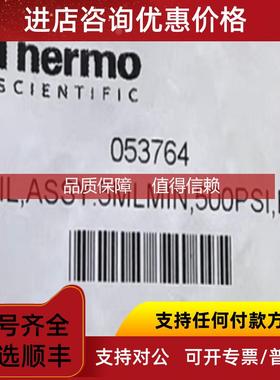 进店咨询有优惠
Thermo
SCIENTIFIC
053764
品质保障 值得信赖
IL,ASSY.5MLMIN,500PSI,
号齐全
支持任何付款方
选顺丰
支持对公 可开专票/普票